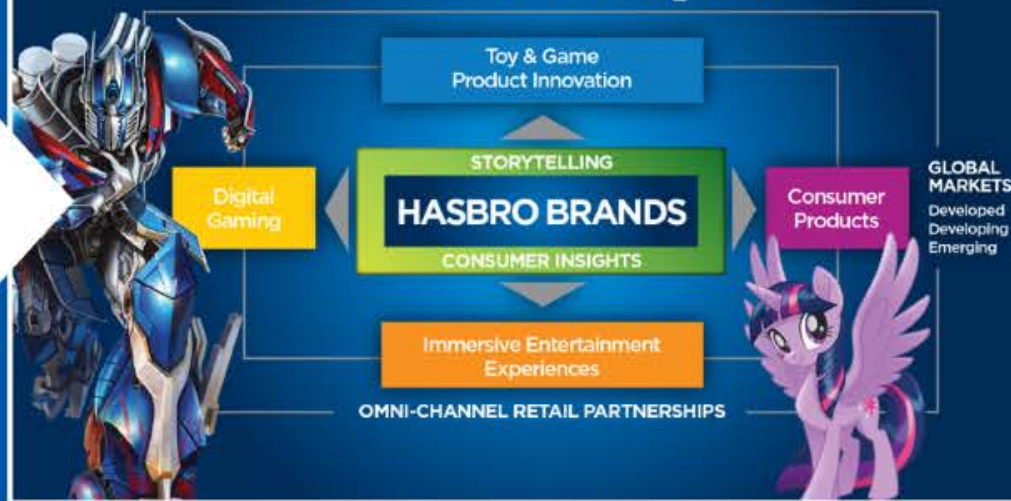 Toy & Game
Product Innovation
STORYTELLING
Digital
Gaming
HASBRO BRANDS
Consumer
Products
GLOBAL
MARKETS
Developed
Developing
Emerging
CONSUMER INSIGHTS
Immersive Entertainment
Experiences
OMNI-CHANNEL RETAIL PARTNERSHIPS